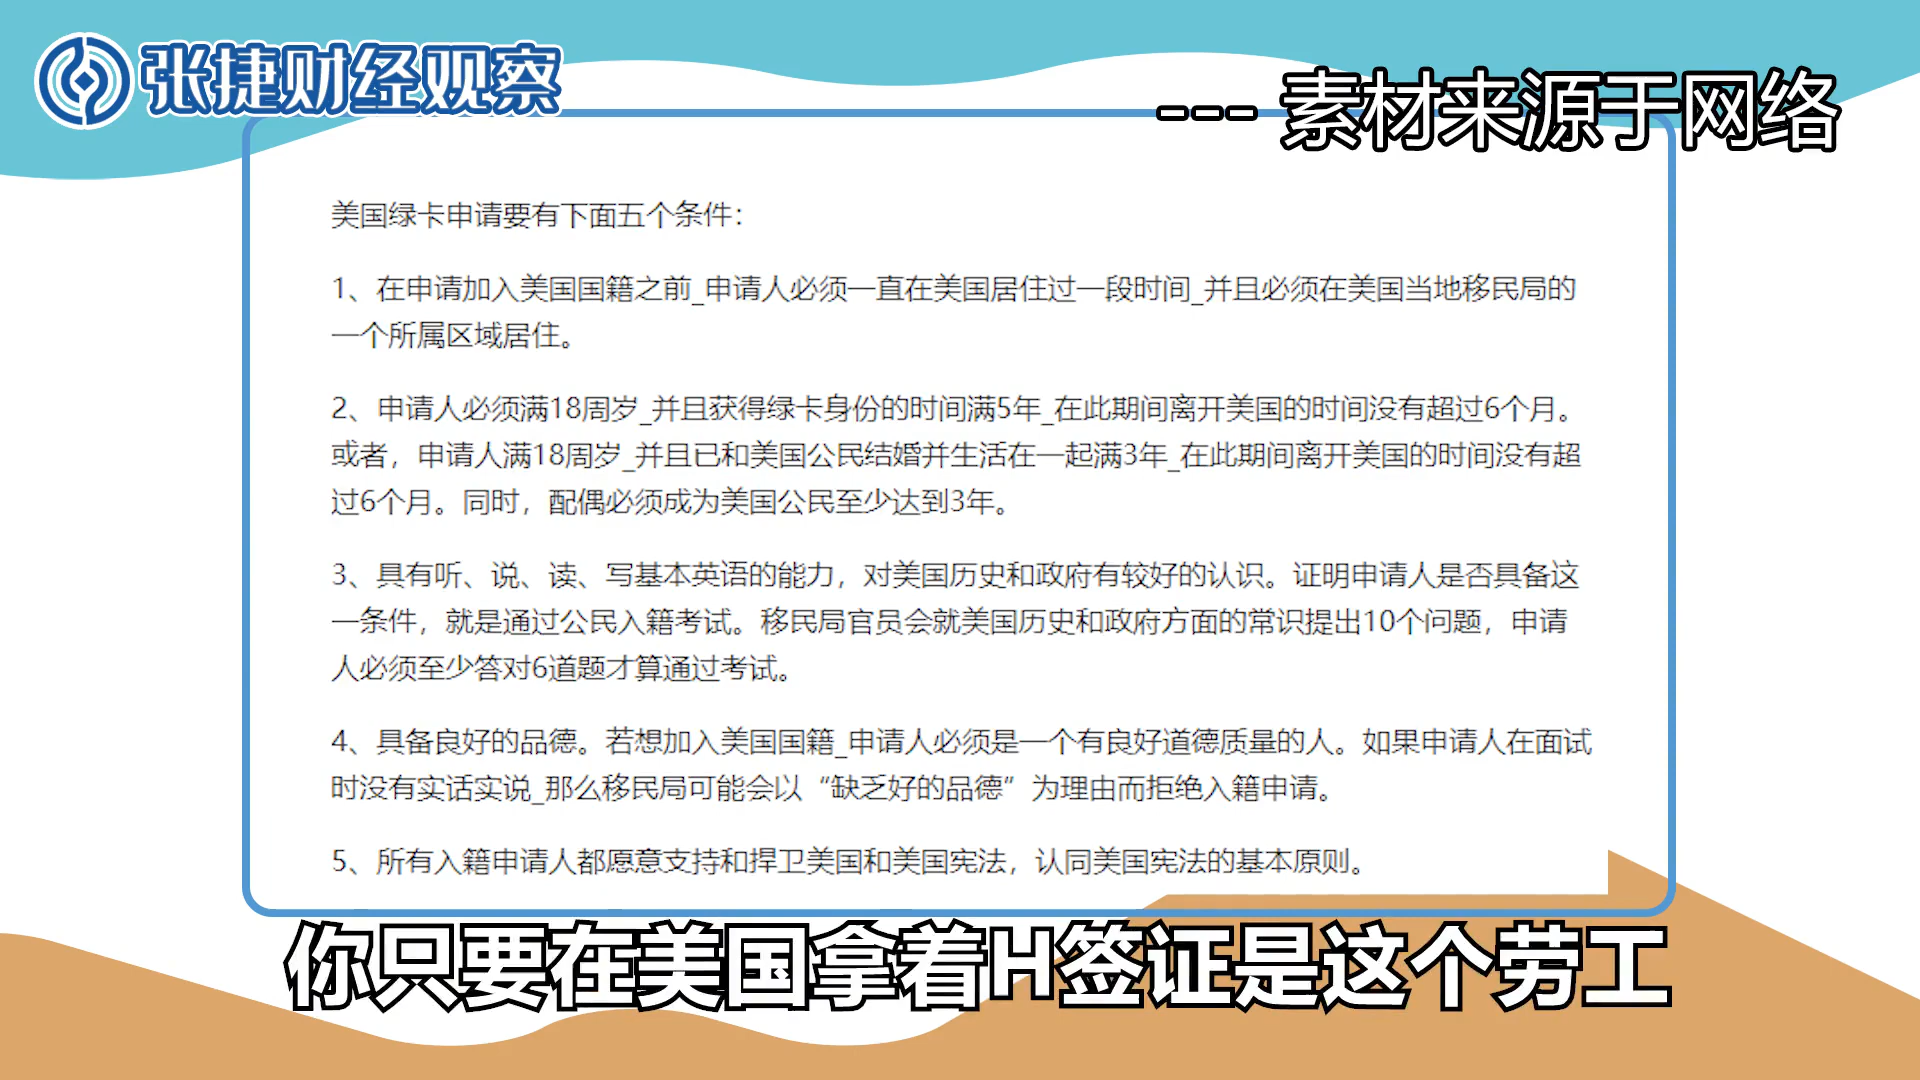 张捷财经观察
--- 素材来源于网络
美国绿卡申请要有下面五个条件：
1、在申请加入美国国籍之前_申请人必须一直在美国居住过一段时间_并且必须在美国当地移民局的
一个所属区域居住。
2、申请人必须满18周岁_并且获得绿卡身份的时间满5年_在此期间离开美国的时间没有超过6个月。
或者，申请人满18周岁_并且已和美国公民结婚并生活在一起满3年_在此期间离开美国的时间没有超
过6个月。同时，配偶必须成为美国公民至少达到3年。
3、具有听、说、读、写基本英语的能力，对美国历史和政府有较好的认识。证明申请人是否具备这
一条件，就是通过公民入籍考试。移民局官员会就美国历史和政府方面的常识提出10个问题，申请
人必须至少答对6道题才算通过考试。
4、具备良好的品德。若想加入美国国籍_申请人必须是一个有良好道德质量的人。如果申请人在面试
时没有实话实说_那么移民局可能会以“缺乏好的品德”为理由而拒绝入籍申请。
5、所有入籍申请人都愿意支持和捍卫美国和美国宪法，认同美国宪法的基本原则。
你只要在美国拿着H签证是这个劳工